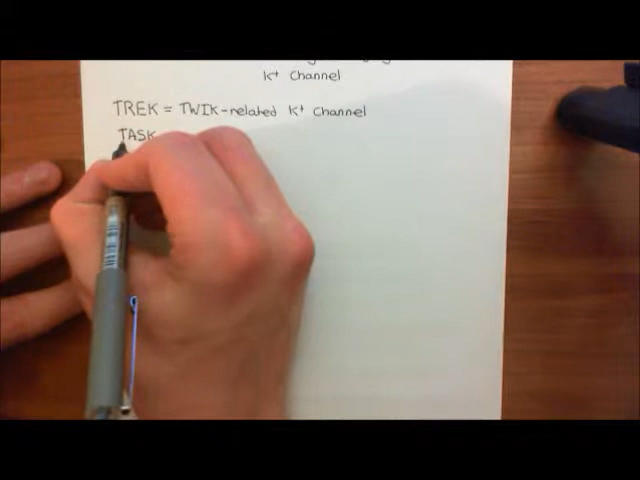 K⁺ Channel
TREK = TWIK-related K⁺ Channel
TASK